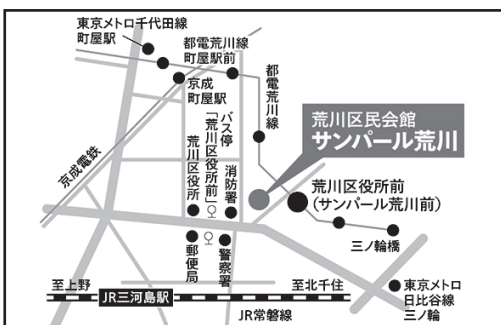 東京メトロ千代田線
町屋駅
都電荒川線
町屋駅前
京成
町屋駅
都電荒川線
荒川区民会館
サンパール荒川
京成電鉄
バス停
「荒川区役所前」
荒川区役所
消防署
荒川区役所前
(サンパール荒川前)
三ノ輪橋
郵便局
警察署
至上野
JR三河島駅
至北千住
JR常磐線
東京メトロ
日比谷線
三ノ輪